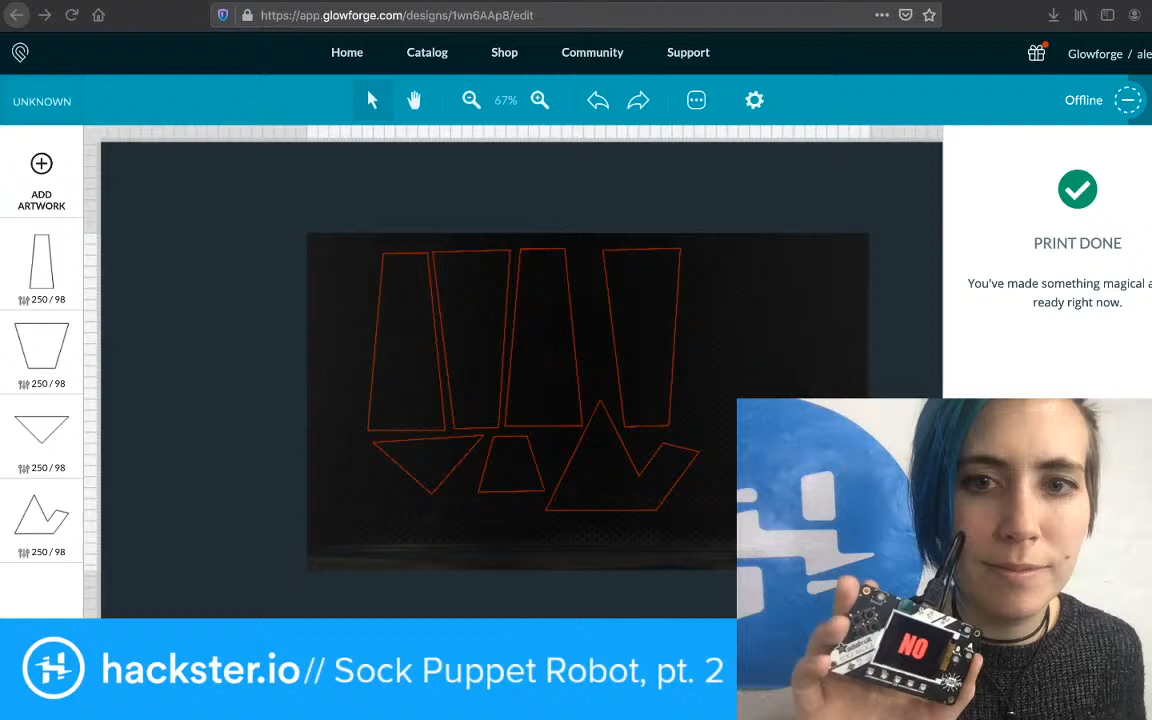 https://app.glowforge.com/designs/1wn6AAp8/edit
Home
Catalog
Shop
Community
Support
Glowforge / ale
UNKNOWN
67%
Offline
ADD
ARTWORK
250 / 98
250 / 98
250 / 98
250 / 98
PRINT DONE
You've made something magical a
ready right now.
NO
hackster.io // Sock Puppet Robot, pt. 2